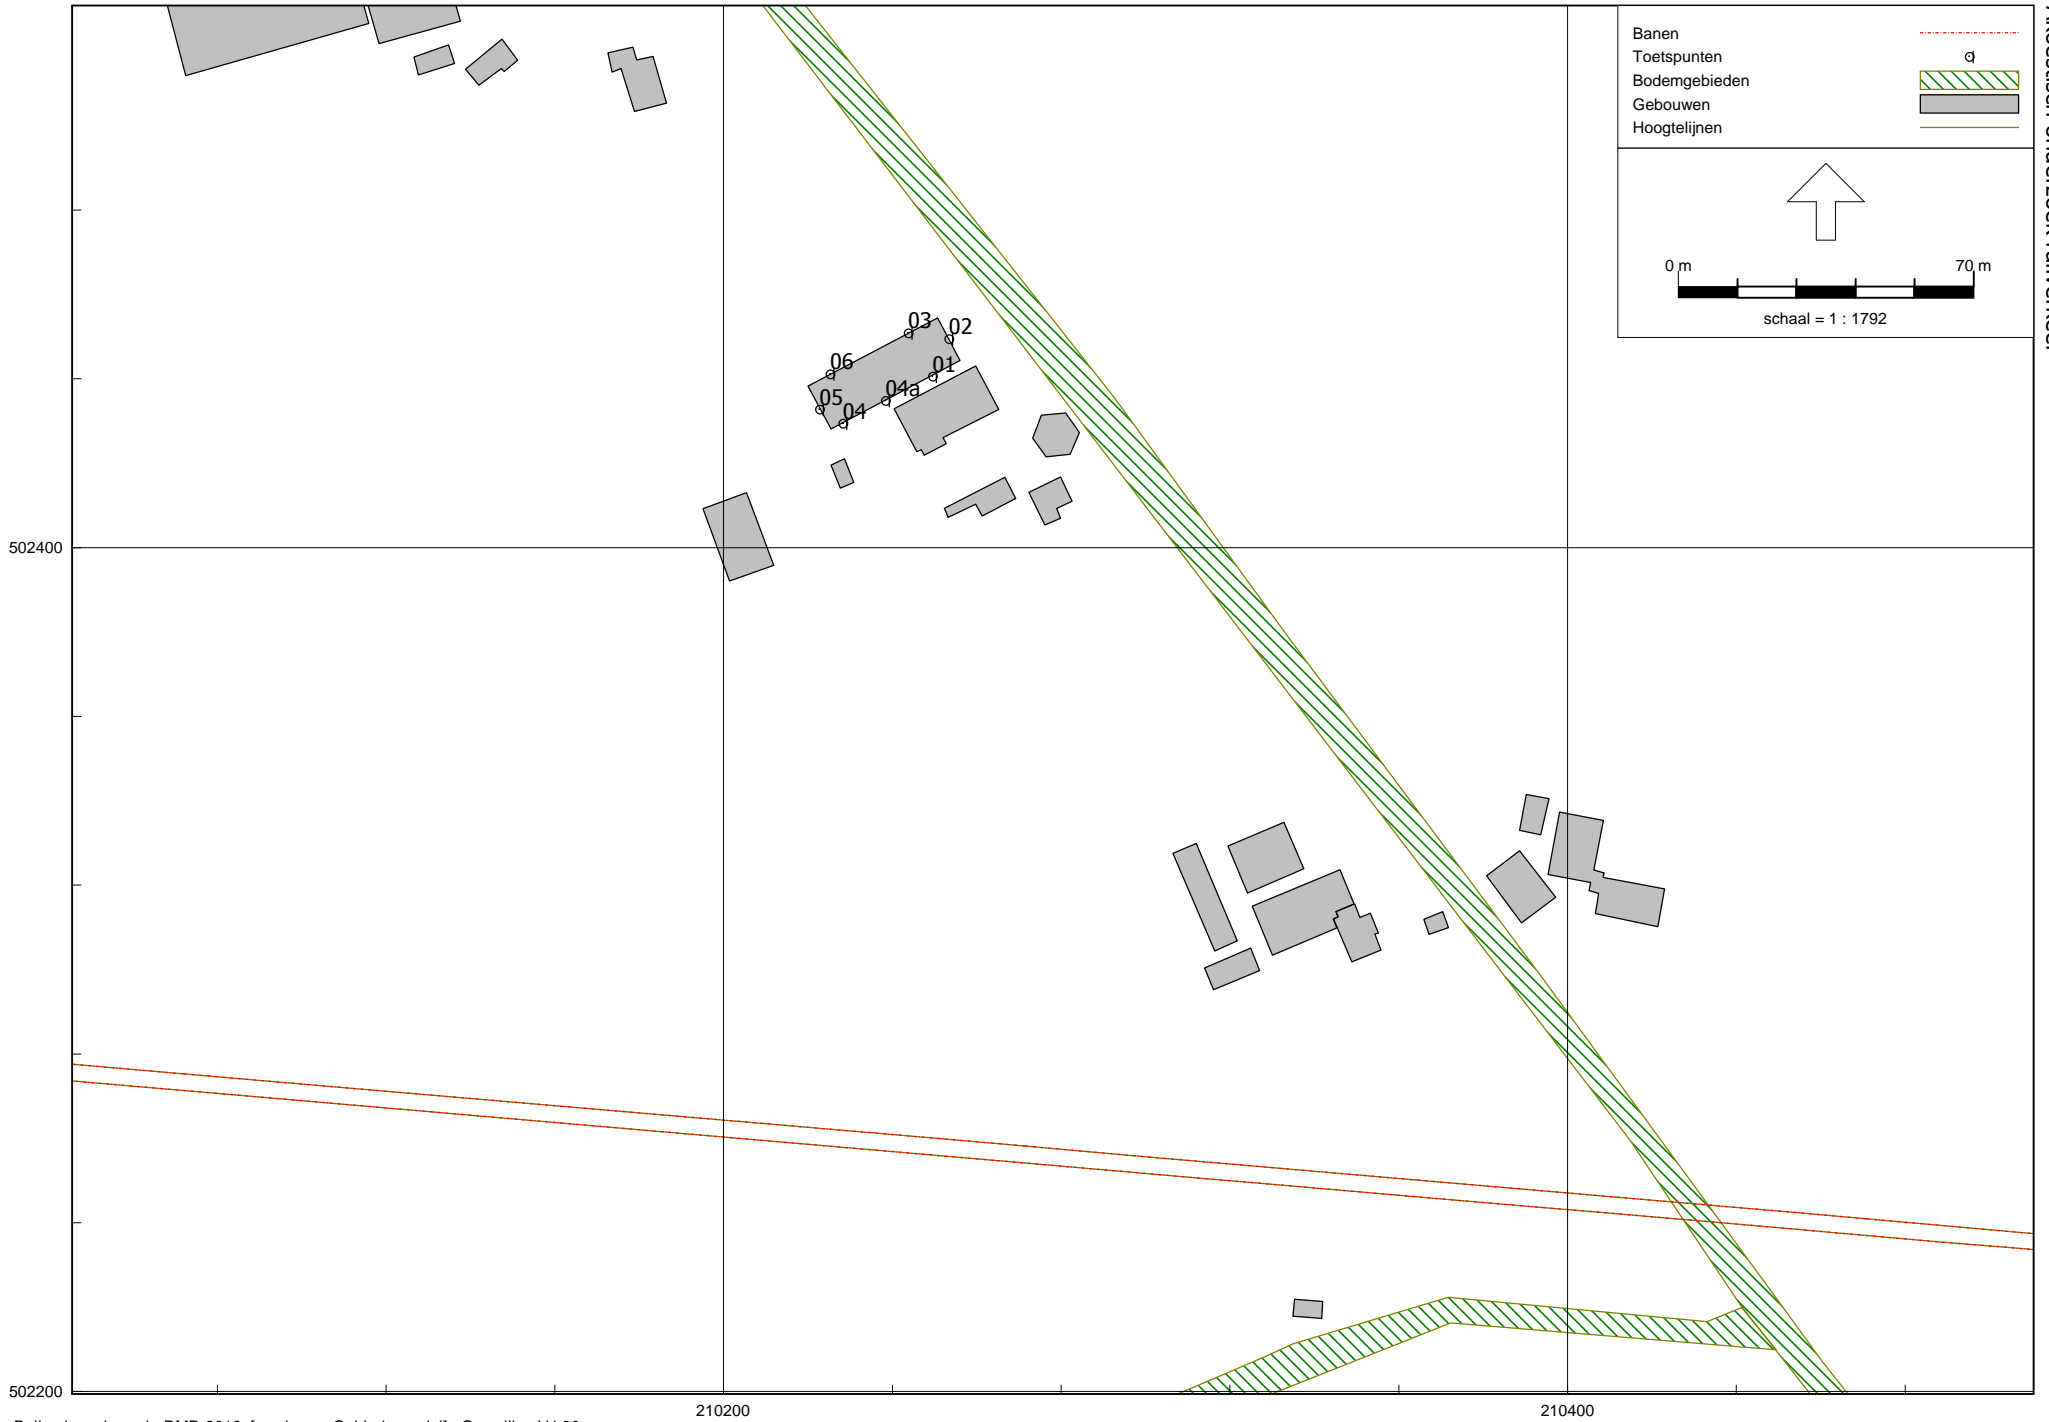 Banen
Toetspunten
Bodemgebieden
Gebouwen
Hoogtelijnen
0 m 70 m
schaal = 1 : 1792
03
02
06
01
04a
05
04
502400
502200
210200
210400